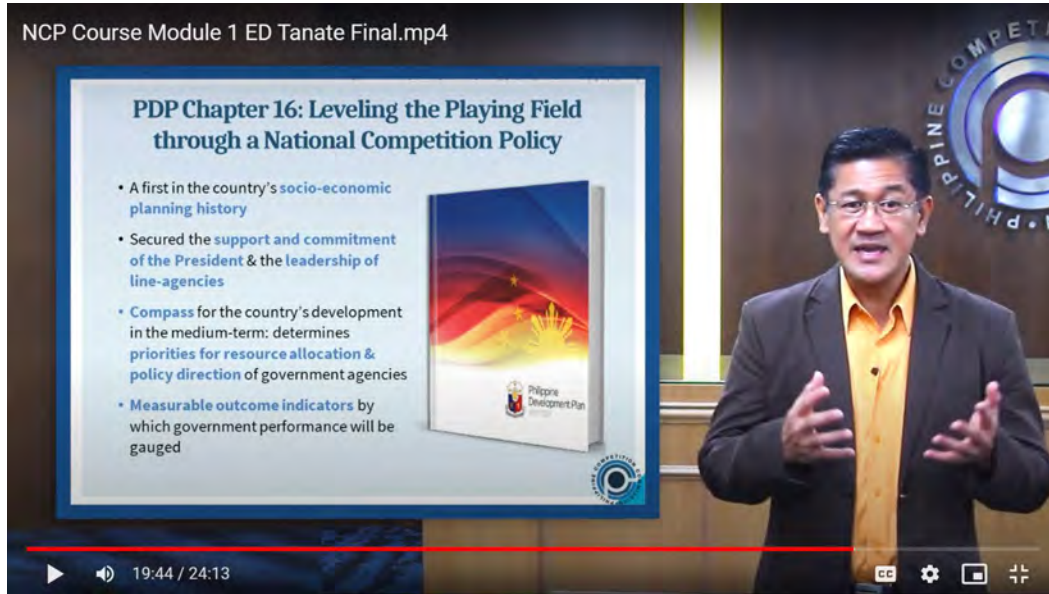 NCP Course Module 1 ED Tanate Final.mp4
PDP Chapter 16: Leveling the Playing Field
through a National Competition Policy
• A first in the country's socio-economic
planning history
• Secured the support and commitment
of the President & the leadership of
line-agencies
• Compass for the country's development
in the medium-term: determines
priorities for resource allocation &
policy direction of government agencies
• Measurable outcome indicators by
which government performance will be
gauged
Philippine
Development Plan
PHILIPPINE COMPET
19:44 / 24:13
CC